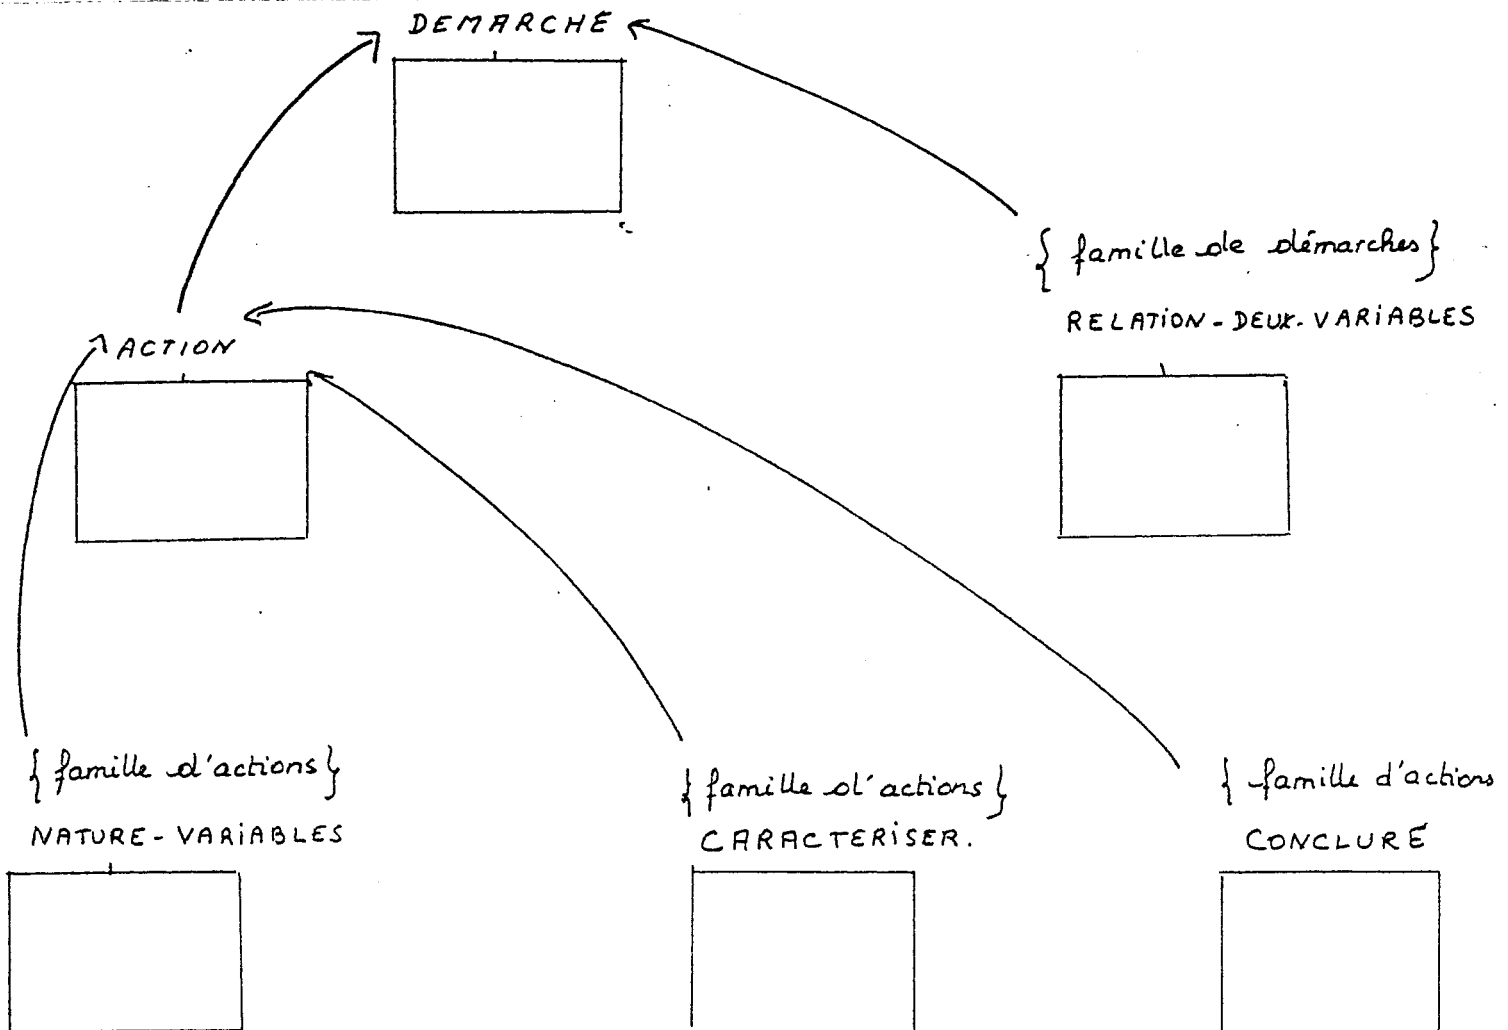 DEMARCHE
{ famille de démarches}
RELATION - DEUX - VARIABLES
ACTION
{ famille d'actions}
NATURE - VARIABLES
{ famille d'actions}
CARACTERISER.
{ famille d'actions
CONCLURE